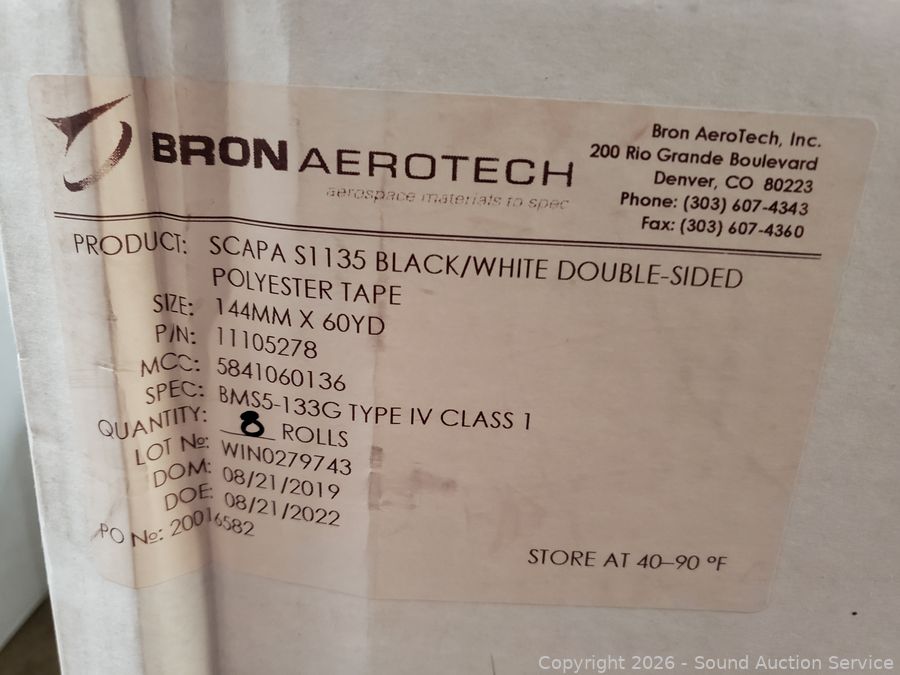 BRON AEROTECH
aerospace materials to spec
Bron AeroTech, Inc.
200 Rio Grande Boulevard
Denver, CO 80223
Phone: (303) 607-4343
Fax: (303) 607-4360
PRODUCT: SCAPA S1135 BLACK/WHITE DOUBLE-SIDED
POLYESTER TAPE
SIZE: 144MM X 60YD
P/N: 11105278
MCC: 5841060136
SPEC: BMS5-133G TYPE IV CLASS 1
QUANTITY: 8 ROLLS
LOT №: WIN0279743
DOM: 08/21/2019
DOE: 08/21/2022
PO №: 20016582
STORE AT 40–90 ºF
Copyright 2026 - Sound Auction Service